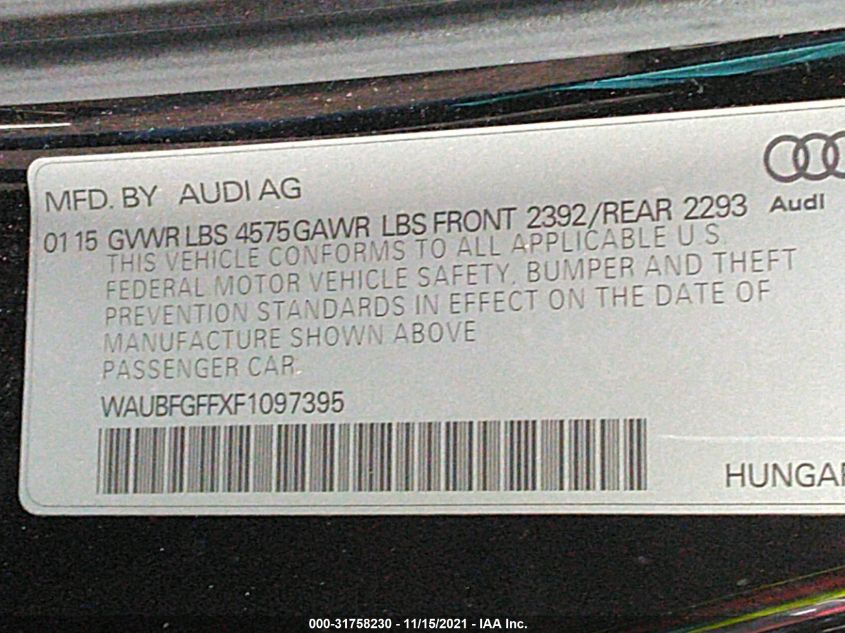 MFD. BY AUDI AG
01 15 GVWR LBS 4575 GAWR LBS FRONT 2392/REAR 2293
Audi
THIS VEHICLE CONFORMS TO ALL APPLICABLE U.S.
FEDERAL MOTOR VEHICLE SAFETY, BUMPER AND THEFT
PREVENTION STANDARDS IN EFFECT ON THE DATE OF
MANUFACTURE SHOWN ABOVE
PASSENGER CAR
WAUBFGFFXF1097395
HUNGAR
000-31758230 - 11/15/2021 - IAA Inc.